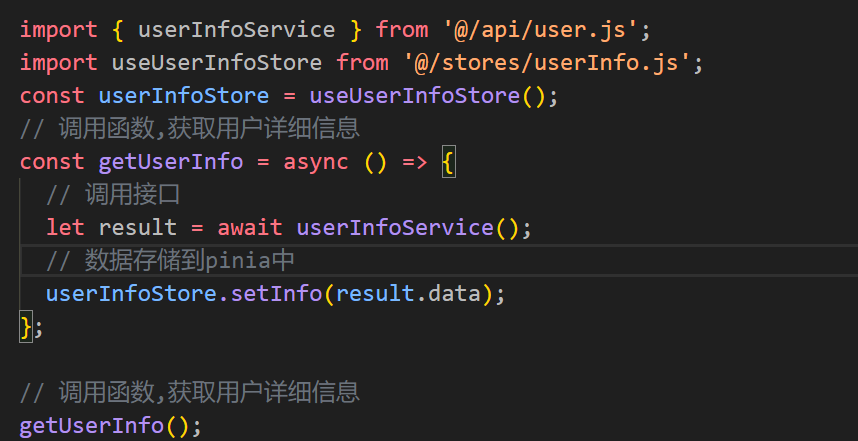 import { userInfoService } from '@/api/user.js';
import useUserInfoStore from '@/stores/userInfo.js';
const userInfoStore = useUserInfoStore();
// 调用函数,获取用户详细信息
const getUserInfo = async () => {
  // 调用接口
  let result = await userInfoService();
  // 数据存储到pinia中
  userInfoStore.setInfo(result.data);
};
// 调用函数,获取用户详细信息
getUserInfo();